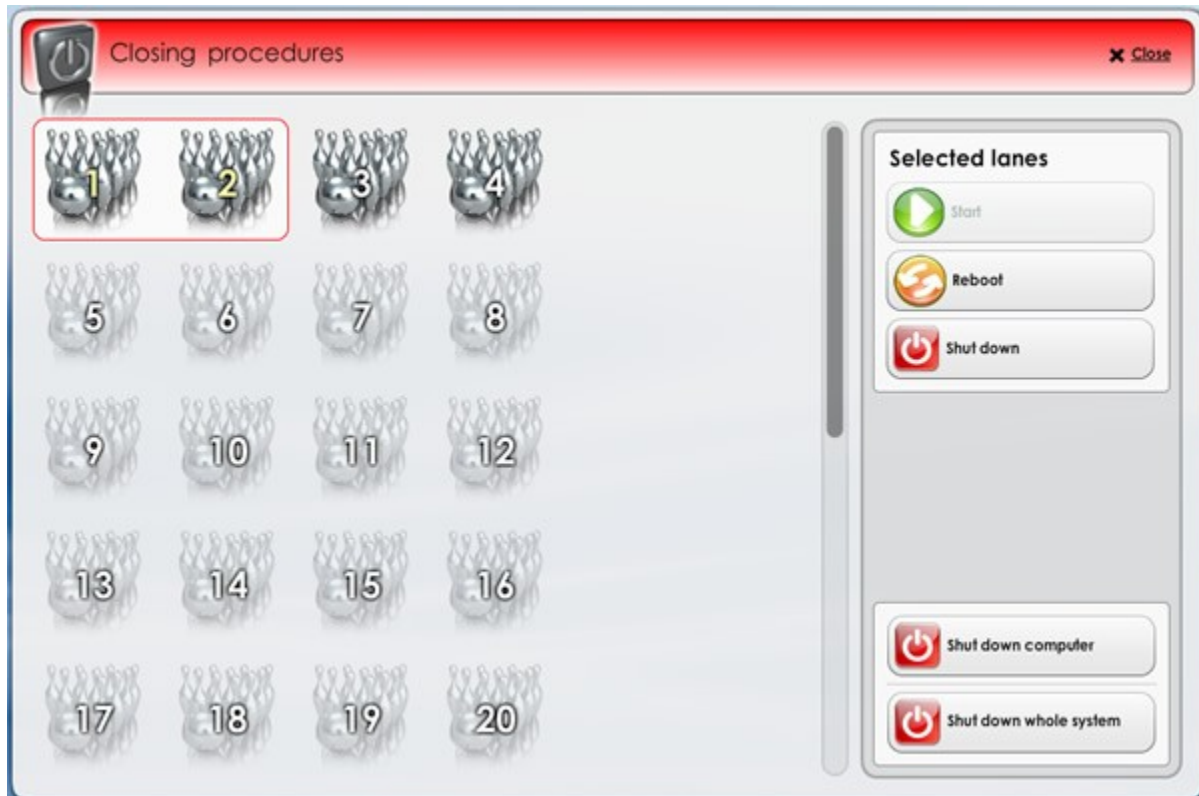 Closing procedures
Close
1 2 3 4
5 6 7 8
9 10 11 12
13 14 15 16
17 18 19 20
Selected lanes
Start
Reboot
Shut down
Shut down computer
Shut down whole system